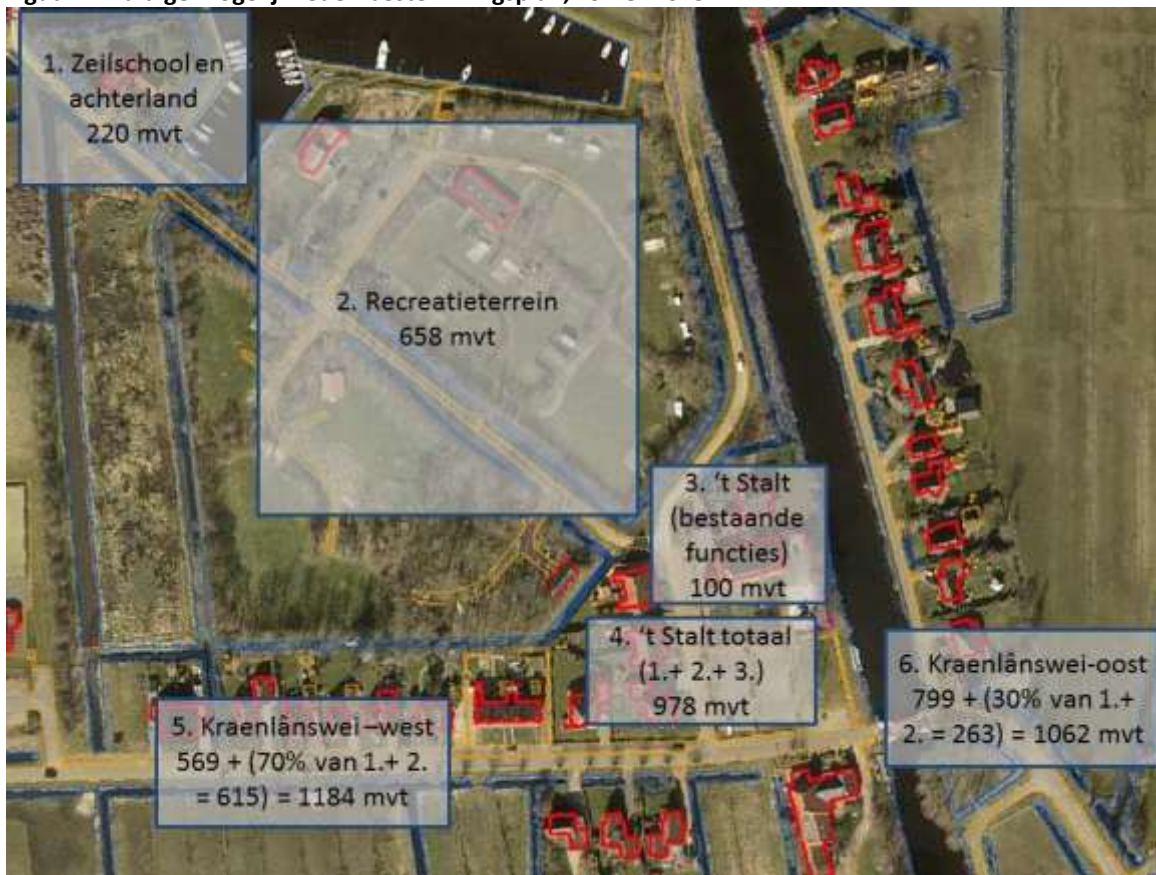 1. Zeilschool en
achterland
220 mvt
2. Recreatieterrein
658 mvt
3. ‘t Stalt
(bestaande
functies)
100 mvt
4. ‘t Stalt totaal
(1.+ 2.+ 3.)
978 mvt
5. Kraenlânswei –west
569 + (70% van 1.+ 2.
= 615) = 1184 mvt
6. Kraenlânswei-oost
799 + (30% van 1.+
2. = 263) = 1062 mvt